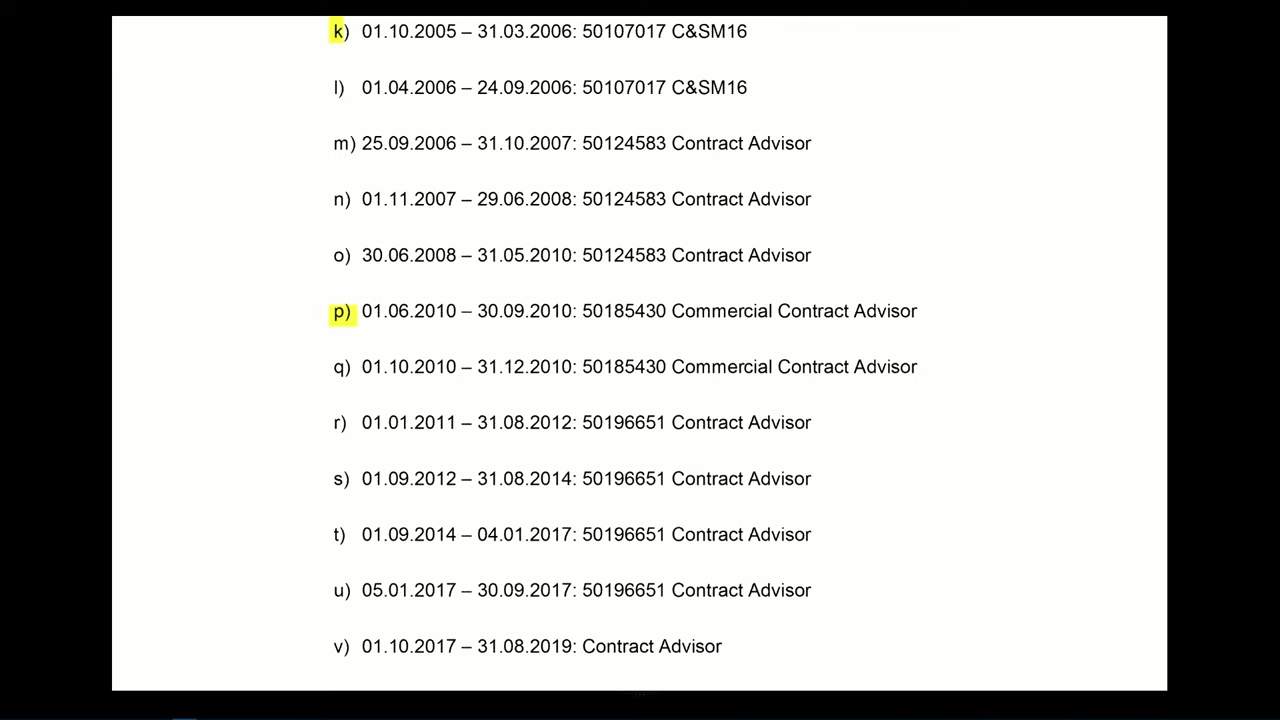 k) 01.10.2005 – 31.03.2006: 50107017 C&SM16
l) 01.04.2006 – 24.09.2006: 50107017 C&SM16
m) 25.09.2006 – 31.10.2007: 50124583 Contract Advisor
n) 01.11.2007 – 29.06.2008: 50124583 Contract Advisor
o) 30.06.2008 – 31.05.2010: 50124583 Contract Advisor
p) 01.06.2010 – 30.09.2010: 50185430 Commercial Contract Advisor
q) 01.10.2010 – 31.12.2010: 50185430 Commercial Contract Advisor
r) 01.01.2011 – 31.08.2012: 50196651 Contract Advisor
s) 01.09.2012 – 31.08.2014: 50196651 Contract Advisor
t) 01.09.2014 – 04.01.2017: 50196651 Contract Advisor
u) 05.01.2017 – 30.09.2017: 50196651 Contract Advisor
v) 01.10.2017 – 31.08.2019: Contract Advisor